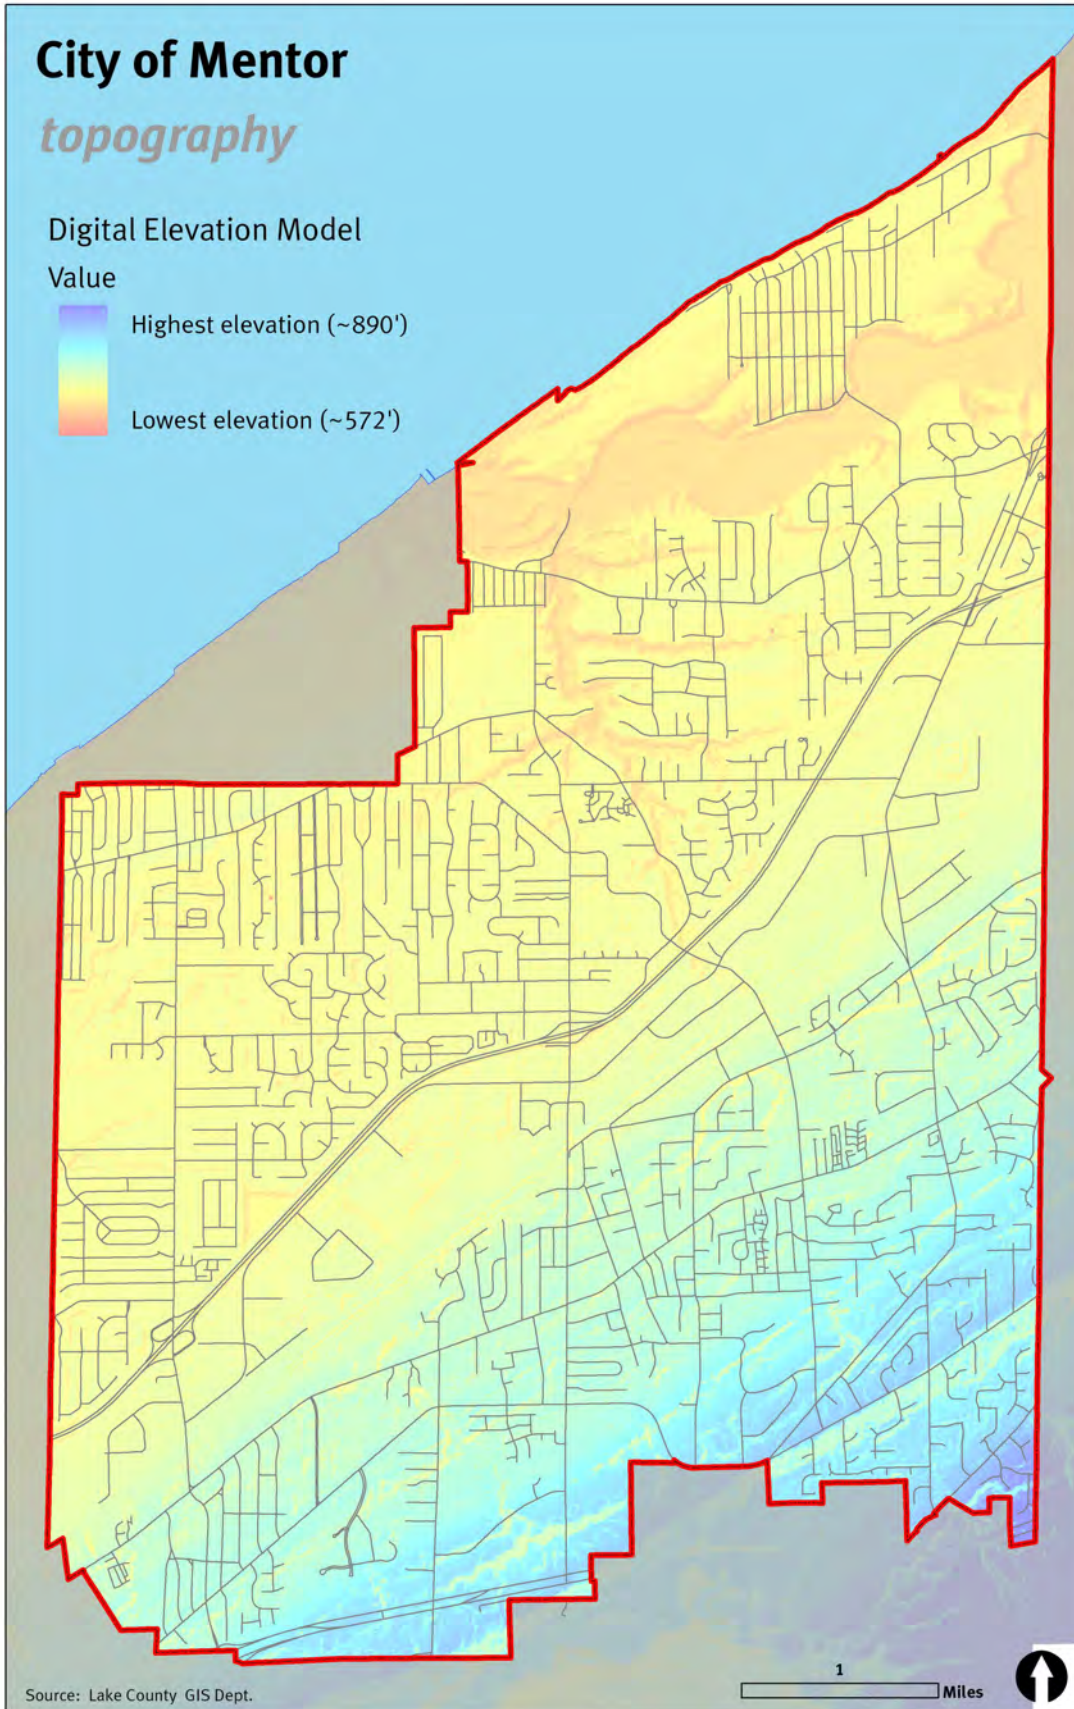 City of Mentor
topography
Digital Elevation Model
Value
Highest elevation (~890')
Lowest elevation (~572')
1
Miles
Source: Lake County GIS Dept.